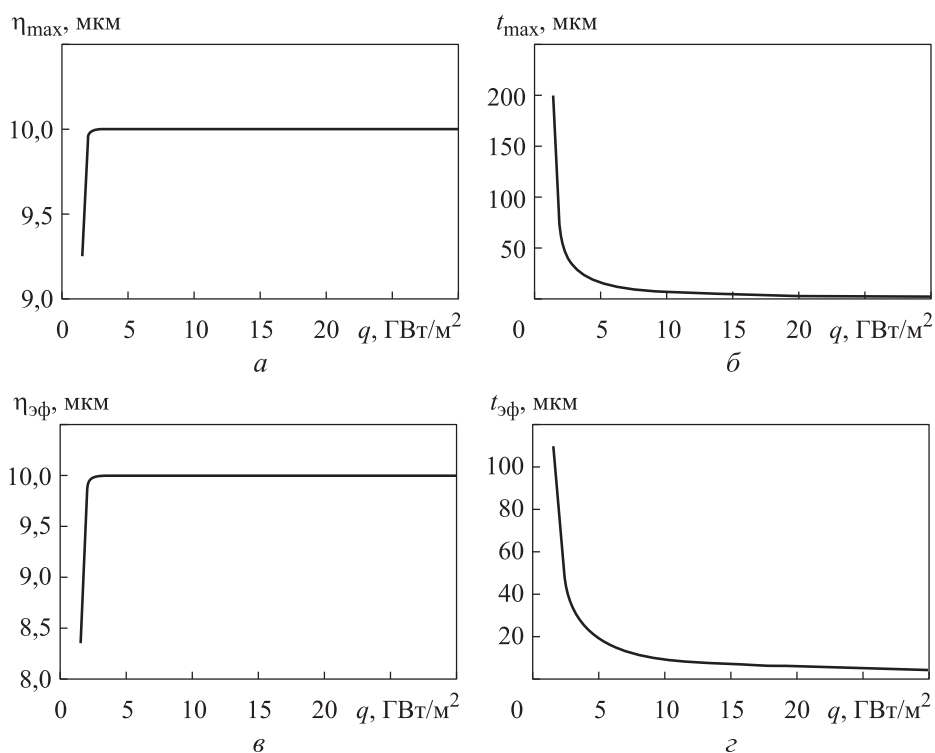 η_max, мкм
10,0
9,5
9,0
0 5 10 15 20 q, ГВт/м²
а
t_max, мкм
200
150
100
50
0 5 10 15 20 q, ГВт/м²
б
η_эф, мкм
10,0
9,5
9,0
8,5
8,0
0 5 10 15 20 q, ГВт/м²
в
t_эф, мкм
100
80
60
40
20
0 5 10 15 20 q, ГВт/м²
г